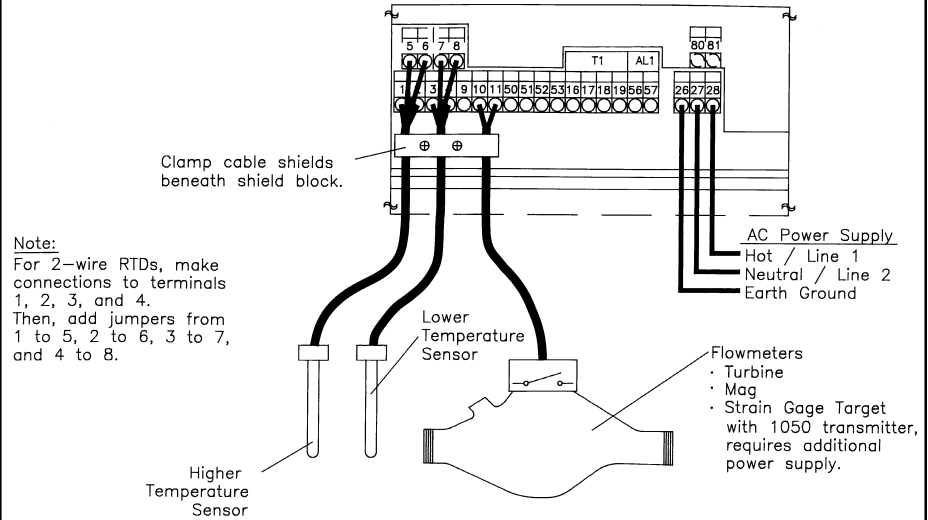 5 6 7 8
80 81
T1 AL1
1 3 9 10 11 50 51 52 53 16 17 18 19 56 57 26 27 28
Clamp cable shields
beneath shield block.
Note:
For 2-wire RTDs, make
connections to terminals
1, 2, 3, and 4.
Then, add jumpers from
1 to 5, 2 to 6, 3 to 7,
and 4 to 8.
AC Power Supply
Hot / Line 1
Neutral / Line 2
Earth Ground
Lower
Temperature
Sensor
Flowmeters
· Turbine
· Mag
· Strain Gage Target
with 1050 transmitter,
requires additional
power supply.
Higher
Temperature
Sensor